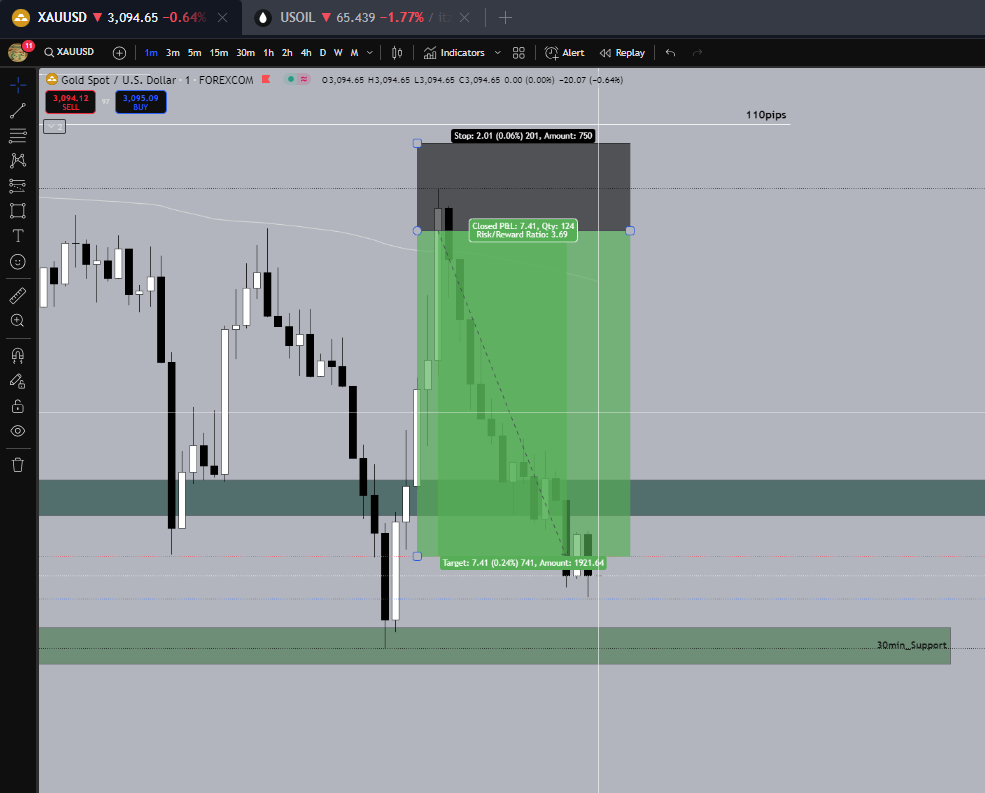 XAUUSD ▼ 3,094.65 −0.64%
USOIL ▼ 65.439 −1.77% /
11
XAUUSD
1m 3m 5m 15m 30m 1h 2h 4h D W M
Indicators
Alert
Replay
Gold Spot / U.S. Dollar · 1 · FOREXCOM
O3,094.65 H3,094.65 L3,094.65 C3,094.65 0.00 (0.00%) −20.07 (−0.64%)
3,094.12
SELL
97
3,095.09
BUY
110pips
Stop: 2.01 (0.06%) 201, Amount: 750
Closed P&L: 7.41, Qty: 124
Risk/Reward Ratio: 3.69
Target: 7.41 (0.24%) 741, Amount: 1921.64
30min_Support